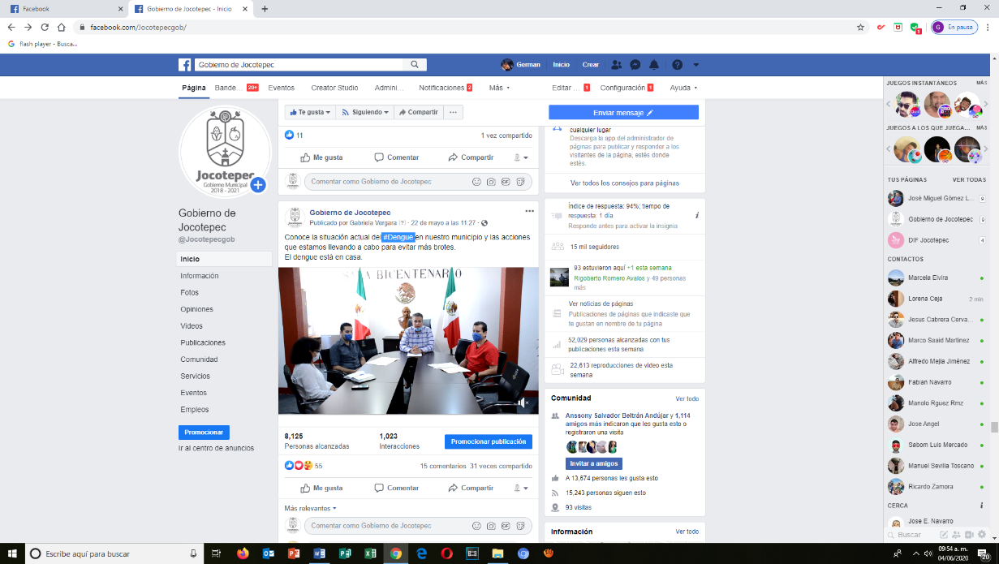 Facebook
Gobierno de Jocotepec - Inicio
facebook.com/Jocotepecgob/
En pausa
flash player - Busca...
Gobierno de Jocotepec
German
Inicio
Crear
Página
Bande...
20+
Eventos
Creator Studio
Admini...
Notificaciones 2
Más
Editar ... 1
Configuración 1
Ayuda
Te gusta
Siguiendo
Compartir
Enviar mensaje
Jocotepec
Gobierno Municipal
2018 - 2021
Gobierno de
Jocotepec
@Jocotepecgob
Inicio
Información
Fotos
Opiniones
Videos
Publicaciones
Comunidad
Servicios
Eventos
Empleos
Promocionar
Ir al centro de anuncios
11
1 vez compartido
Me gusta
Comentar
Compartir
Comentar como Gobierno de Jocotepec
Gobierno de Jocotepec
Publicado por Gabriela Vergara [?] · 22 de mayo a las 11:27 ·
Conoce la situación actual del #Dengue en nuestro municipio y las acciones
que estamos llevando a cabo para evitar más brotes.
El dengue está en casa.
A BICENTENARIO
8,125
Personas alcanzadas
1,023
Interacciones
Promocionar publicación
55
15 comentarios 31 veces compartido
Me gusta
Comentar
Compartir
Más relevantes
Comentar como Gobierno de Jocotepec
cualquier lugar
Descarga la app del administrador de
páginas para publicar y responder a los
visitantes de la página, estés donde
estés.
Ver todos los consejos para páginas
Índice de respuesta: 94%; tiempo de
respuesta: 1 día
Responde antes para activar la insignia
15 mil seguidores
93 estuvieron aquí +1 esta semana
Rigoberto Romero Avalos y 49 personas
más
Ver noticias de páginas
Publicaciones de páginas que indicaste que
te gustan en nombre de tu página
52,029 personas alcanzadas con tus
publicaciones esta semana
22,613 reproducciones de video esta
semana
Comunidad
Ver todo
Anssony Salvador Beltrán Andújar y 1,114
amigos más indicaron que les gusta esto o
registraron una visita
Invitar a amigos
A 13,674 personas les gusta esto
15,243 personas siguen esto
93 visitas
Información
Ver todo
JUEGOS INSTANTÁNEOS
MÁS
JUEGOS A LOS QUE JUEGA...
MÁS
TUS PÁGINAS
VER TODAS
José Miguel Gómez L...
9
Gobierno de Jocotepec
9
DIF Jocotepec
4
CONTACTOS
Marcela Elvira
Lorena Ceja
2 min
Jesus Cabrera Cerva...
Marco Saaid Martinez
Alfredo Mejía Jiménez
Fabian Navarro
Manolo Rguez Rmz
Jose Angel
Sabom Luis Mercado
Manuel Sevilla Toscano
Ricardo Zamora
CERCA
Jose E. Navarro
Buscar
Escribe aquí para buscar
09:54 a. m.
04/06/2020
20